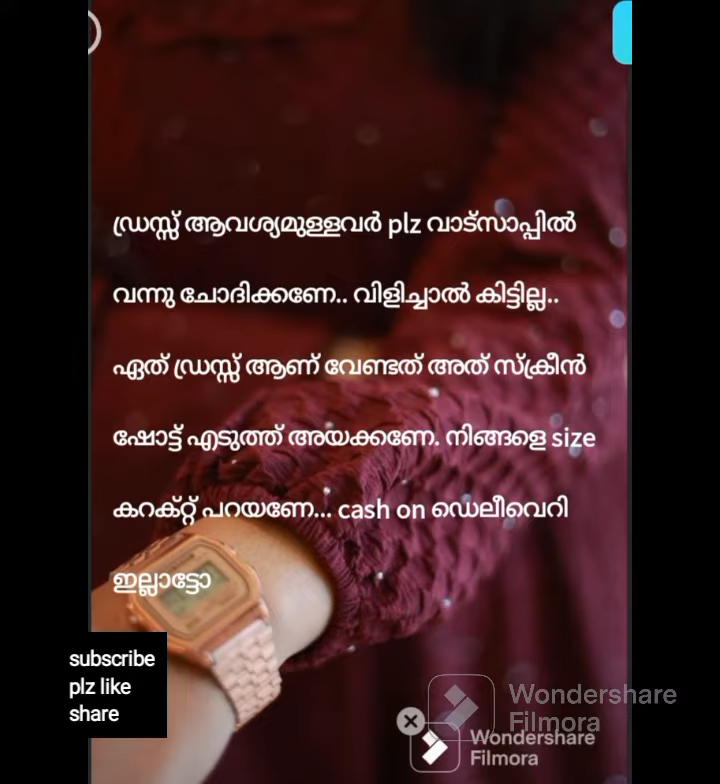 ഡ്രസ്സ് ആവശ്യമുള്ളവർ plz വാട്സാപ്പിൽ
വന്നു ചോദിക്കണേ.. വിളിച്ചാൽ കിട്ടില്ല..
ഏത് ഡ്രസ്സ് ആണ് വേണ്ടത് അത് സ്ക്രീൻ
ഷോട്ട് എടുത്ത് അയക്കണേ. നിങ്ങളെ size
കറക്റ്റ് പറയണേ... cash on ഡെലീവെറി
ഇല്ലാട്ടോ
subscribe
plz like
share
Wondershare
Filmora
Wondershare
Filmora